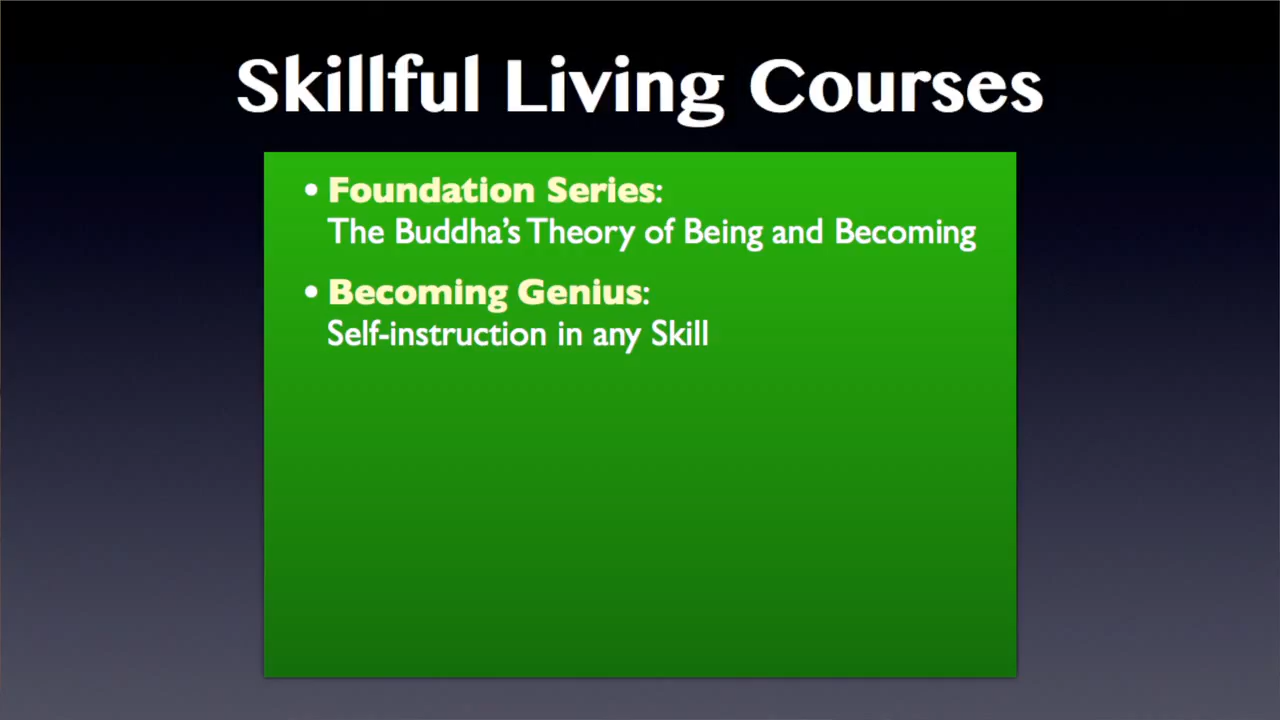 Skillful Living Courses
• Foundation Series:
The Buddha’s Theory of Being and Becoming
• Becoming Genius:
Self-instruction in any Skill